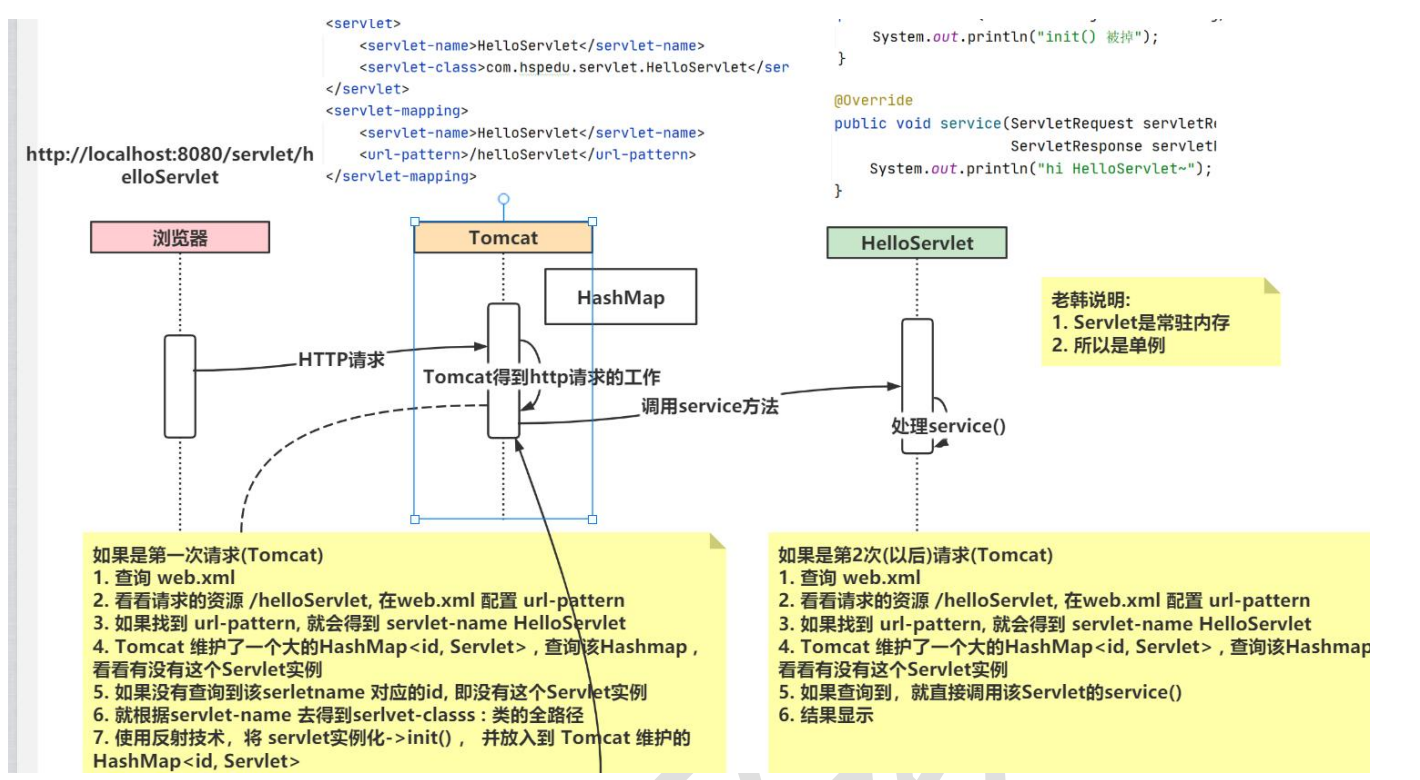 <servlet>
<servlet-name>HelloServlet</servlet-name>
<servlet-class>com.hspedu.servlet.HelloServlet</ser
</servlet>
<servlet-mapping>
<servlet-name>HelloServlet</servlet-name>
<url-pattern>/helloServlet</url-pattern>
</servlet-mapping>
System.out.println("init() 被掉");
}
@Override
public void service(ServletRequest servletRe
ServletResponse servletR
System.out.println("hi HelloServlet~");
}
http://localhost:8080/servlet/h
elloServlet
浏览器
Tomcat
HelloServlet
HashMap
老韩说明:
1. Servlet是常驻内存
2. 所以是单例
HTTP请求
Tomcat得到http请求的工作
调用service方法
处理service()
如果是第一次请求(Tomcat)
1. 查询 web.xml
2. 看看请求的资源 /helloServlet, 在web.xml 配置 url-pattern
3. 如果找到 url-pattern, 就会得到 servlet-name HelloServlet
4. Tomcat 维护了一个大的HashMap<id, Servlet> , 查询该Hashmap ,
看看有没有这个Servlet实例
5. 如果没有查询到该serletname 对应的id, 即没有这个Servlet实例
6. 就根据servlet-name 去得到serlvet-classs : 类的全路径
7. 使用反射技术，将 servlet实例化->init() ， 并放入到 Tomcat 维护的
HashMap<id, Servlet>
如果是第2次(以后)请求(Tomcat)
1. 查询 web.xml
2. 看看请求的资源 /helloServlet, 在web.xml 配置 url-pattern
3. 如果找到 url-pattern, 就会得到 servlet-name HelloServlet
4. Tomcat 维护了一个大的HashMap<id, Servlet> , 查询该Hashmap
看看有没有这个Servlet实例
5. 如果查询到，就直接调用该Servlet的service()
6. 结果显示